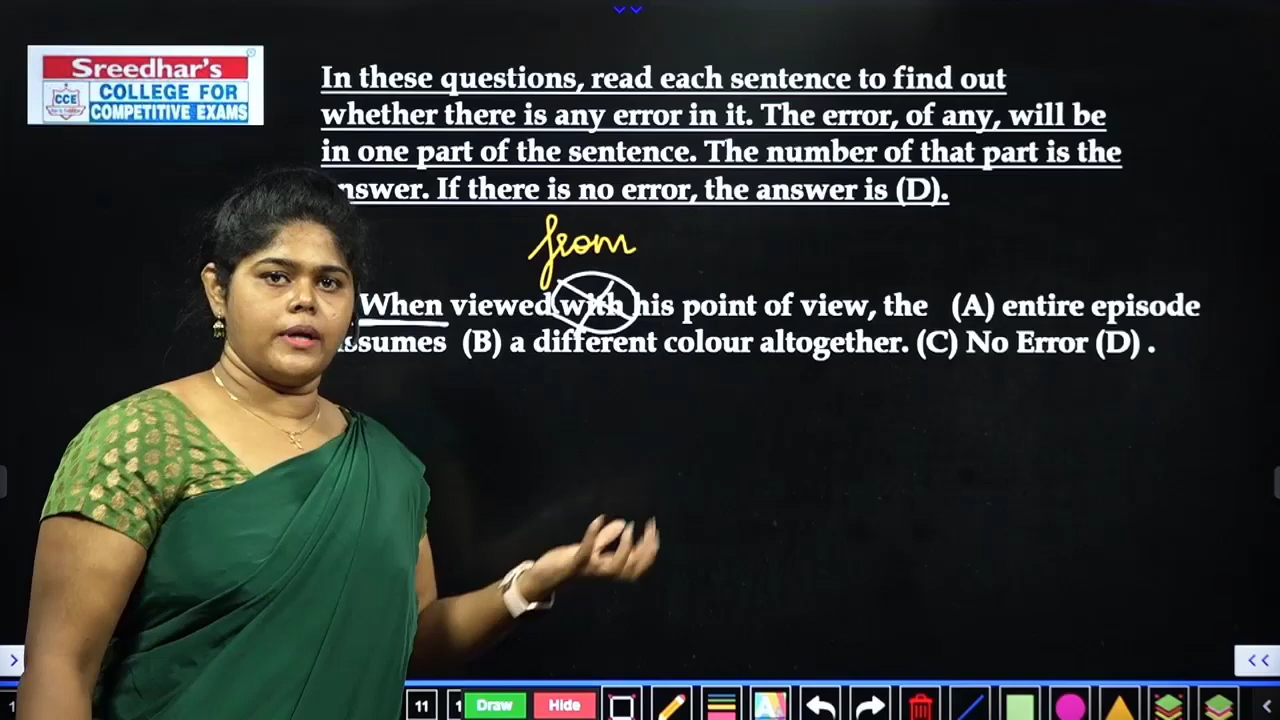 Sreedhar's
CCE
COLLEGE FOR
COMPETITIVE EXAMS
In these questions, read each sentence to find out
whether there is any error in it. The error, of any, will be
in one part of the sentence. The number of that part is the
answer. If there is no error, the answer is (D).
from
When viewed with his point of view, the (A) entire episode
assumes (B) a different colour altogether. (C) No Error (D) .
11
Draw
Hide